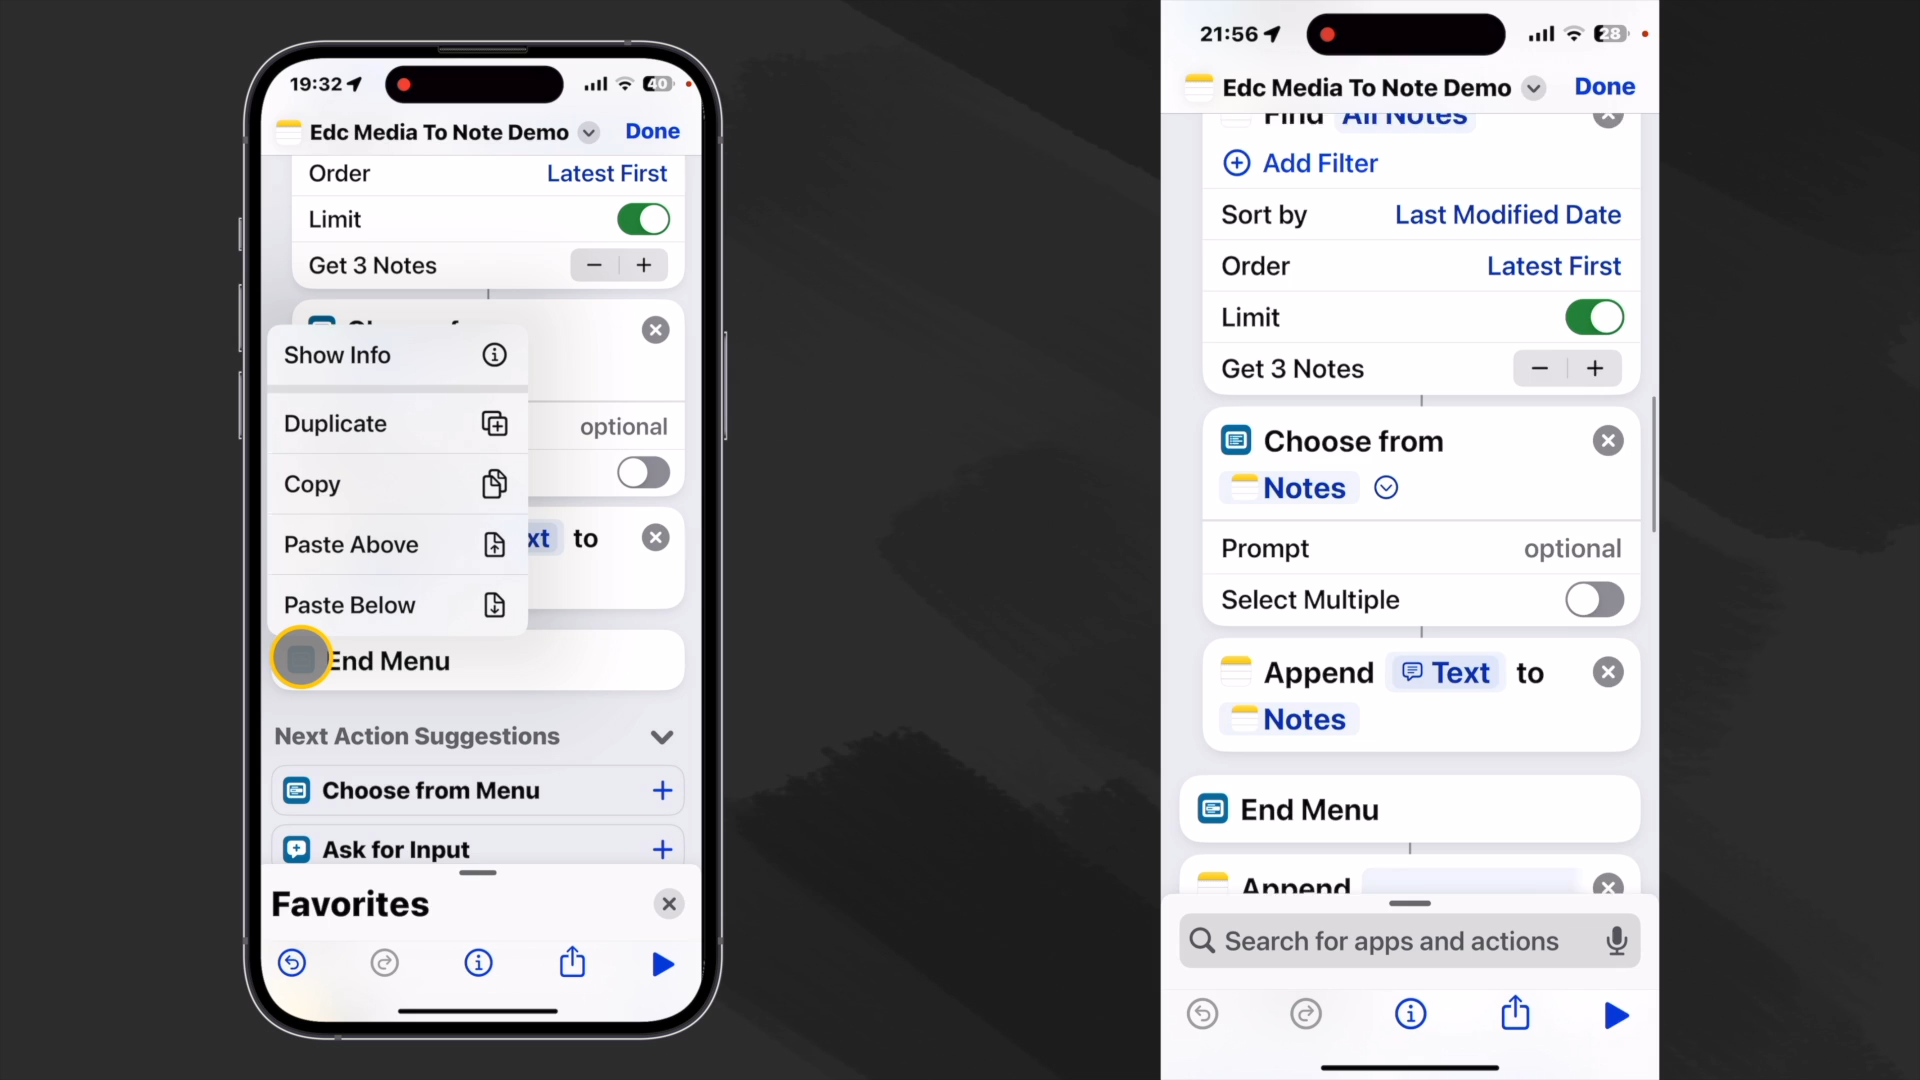 19:32
40
Edc Media To Note Demo
Done
Order
Latest First
Limit
Get 3 Notes
Show Info
Duplicate
optional
Copy
Paste Above
xt to
Paste Below
End Menu
Next Action Suggestions
Choose from Menu
Ask for Input
Favorites
21:56
28
Edc Media To Note Demo
Done
Find All Notes
Add Filter
Sort by
Last Modified Date
Order
Latest First
Limit
Get 3 Notes
Choose from
Notes
Prompt
optional
Select Multiple
Append Text to
Notes
End Menu
Append
Search for apps and actions